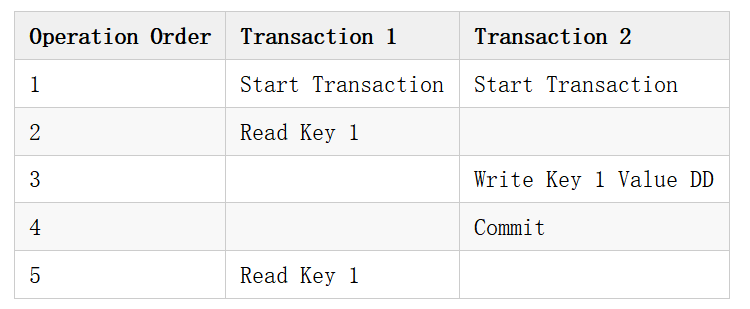 Operation Order Transaction 1 Transaction 2
1 Start Transaction Start Transaction
2 Read Key 1
3 Write Key 1 Value DD
4 Commit
5 Read Key 1